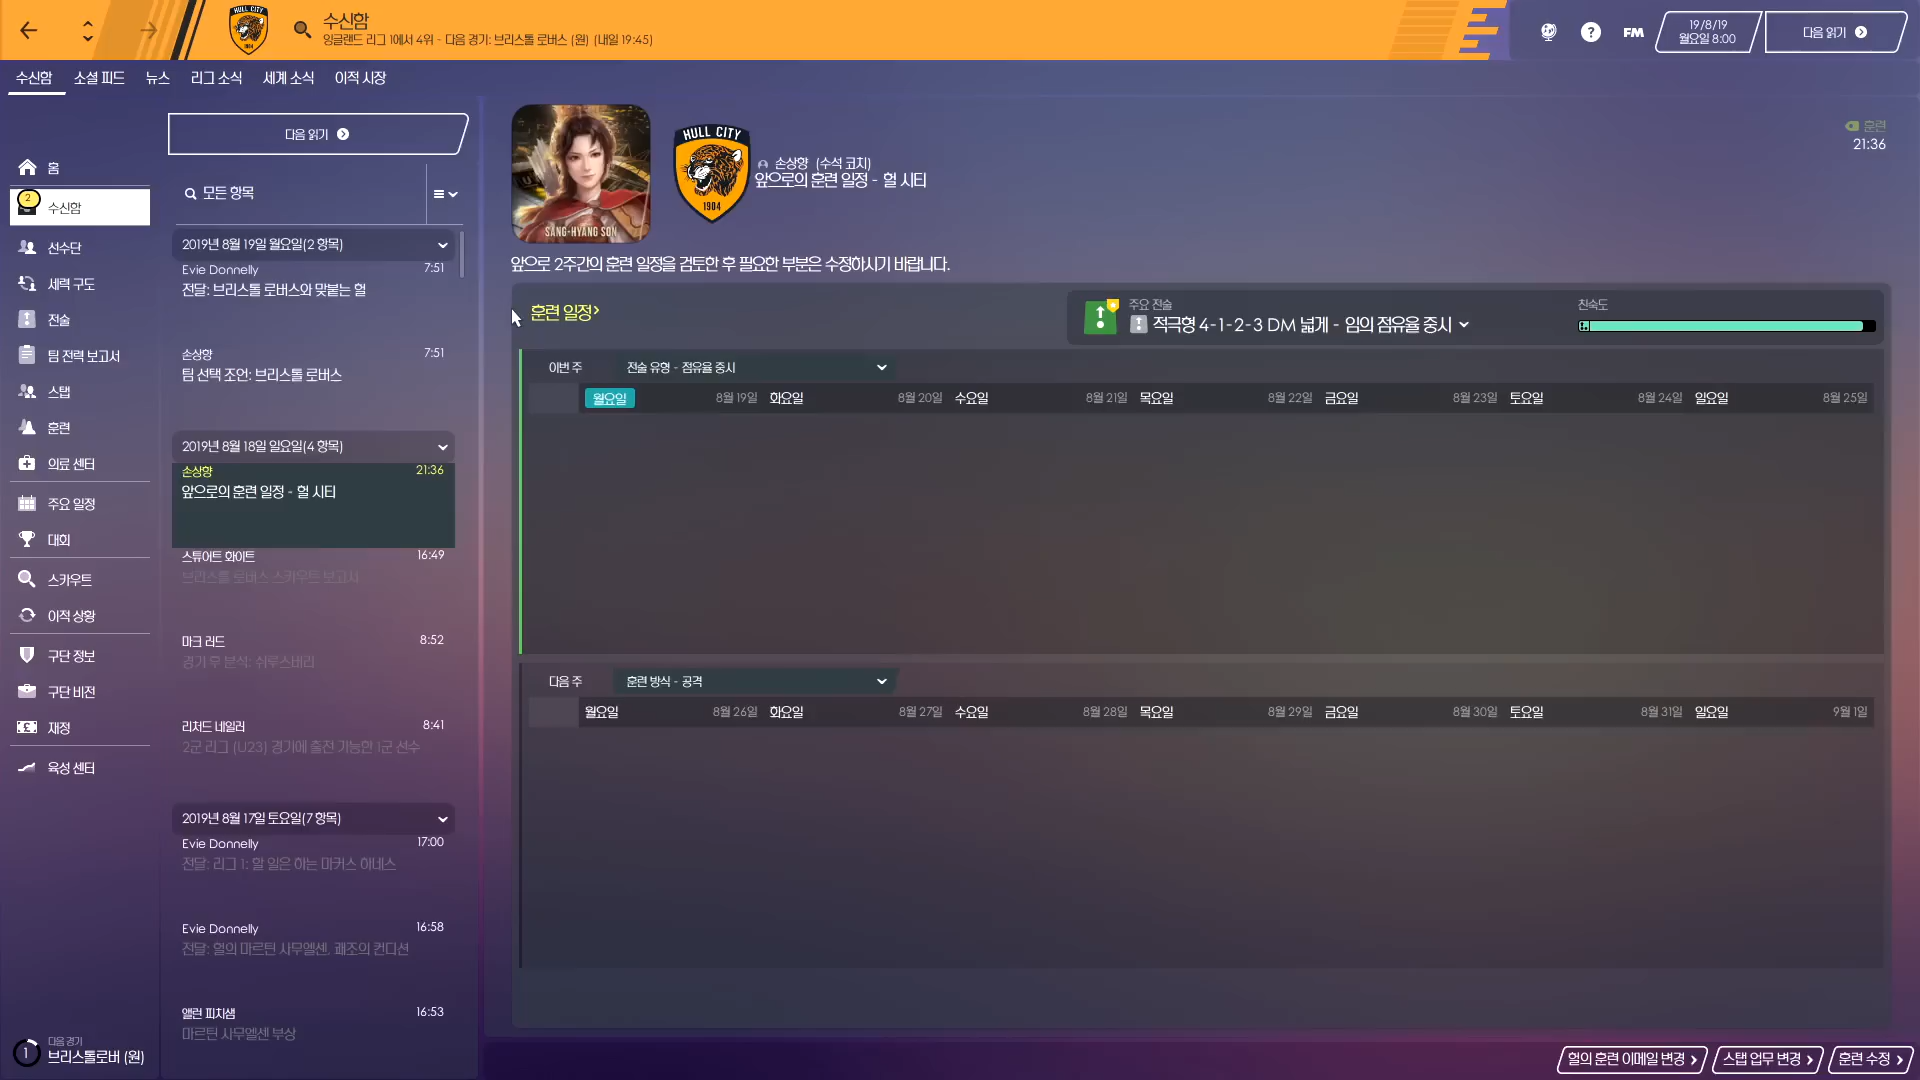 수신함
잉글랜드 리그 1에서 4위 - 다음 경기: 브리스톨 로버스 (원) (내일 19:45)
FM
19/8/19
월요일 8:00
다음 읽기
수신함 소셜 피드 뉴스 리그 소식 세계 소식 이적 시장
홈
2
수신함
선수단
세력 구도
전술
팀 전력 보고서
스탭
훈련
의료 센터
주요 일정
대회
스카우트
이적 상황
구단 정보
구단 비전
재정
육성 센터
다음 경기
1 브리스톨로버 (원)
다음 읽기
모든 항목
2019년 8월 19일 월요일(2 항목)
Evie Donnelly 7:51
전달: 브리스톨 로버스와 맞붙는 헐
손상향 7:51
팀 선택 조언: 브리스톨 로버스
2019년 8월 18일 일요일(4 항목)
손상향 21:36
앞으로의 훈련 일정 - 헐 시티
스튜어트 화이트 16:49
브리스톨 로버스 스카우트 보고서
마크 러드 8:52
경기 후 분석: 쉬루스버리
리처드 네일러 8:41
2군 리그 (U23) 경기에 출전 가능한 1군 선수
2019년 8월 17일 토요일(7 항목)
Evie Donnelly 17:00
전달: 리그 1: 할 일은 하는 마커스 하네스
Evie Donnelly 16:58
전달: 헐의 마르틴 사무엘센, 쾌조의 컨디션
앨런 피치샘 16:53
마르틴 사무엘센 부상
SANG-HYANG SON
HULL CITY
1904
손상향 (수석 코치)
앞으로의 훈련 일정 - 헐 시티
훈련
21:36
앞으로 2주간의 훈련 일정을 검토한 후 필요한 부분은 수정하시기 바랍니다.
훈련 일정>
주요 전술
적극형 4-1-2-3 DM 넓게 - 임의 점유율 중시
친숙도
이번 주 전술 유형 - 점유율 중시
월요일 8월 19일 화요일 8월 20일 수요일 8월 21일 목요일 8월 22일 금요일 8월 23일 토요일 8월 24일 일요일 8월 25일
다음 주 훈련 방식 - 공격
월요일 8월 26일 화요일 8월 27일 수요일 8월 28일 목요일 8월 29일 금요일 8월 30일 토요일 8월 31일 일요일 9월 1일
헐의 훈련 이메일 변경 > 스탭 업무 변경 > 훈련 수정 >